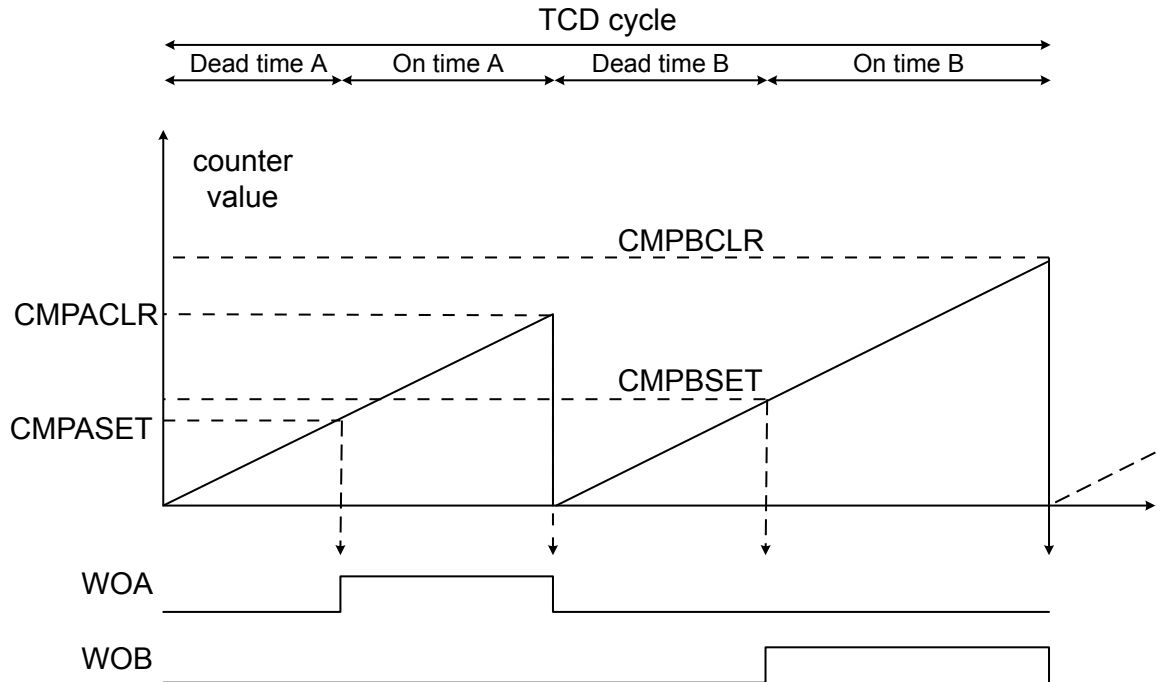 TCD cycle
Dead time A
On time A
Dead time B
On time B
counter
value
CMPBCLR
CMPACLR
CMPBSET
CMPASET
WOA
WOB